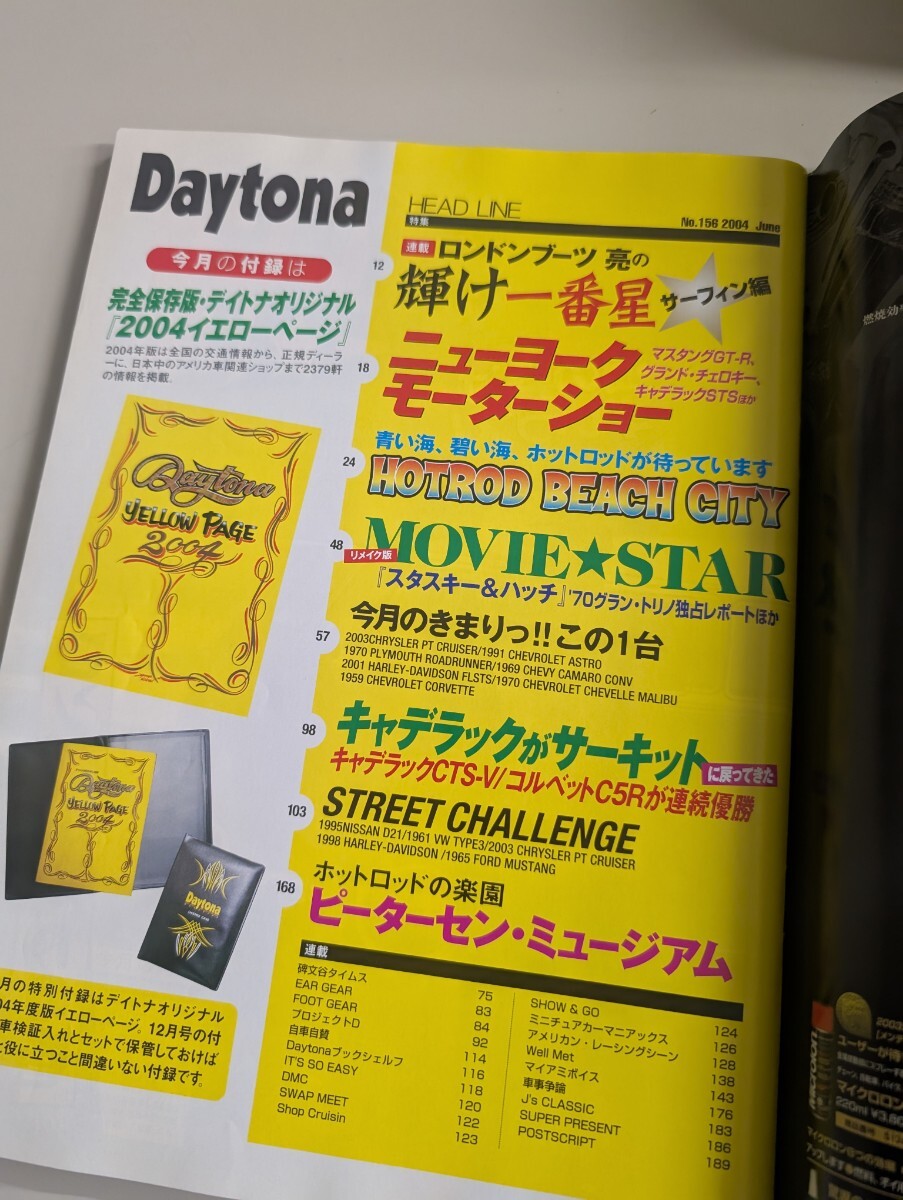 Daytona
今月の付録は
完全保存版・デイトナオリジナル
『2004イエローページ』
2004年版は全国の交通情報から、正規ディーラ
ーに、日本中のアメリカ車関連ショップまで2379軒
の情報を掲載。
Daytona
YELLOW PAGE
2004
Daytona
YELLOW PAGE
2004
Daytona
月の特別付録はデイトナオリジナル
04年度版イエローページ。12月号の付
車検証入れとセットで保管しておけば
と役に立つこと間違いない付録です。
HEAD LINE
特集
No.156 2004 June
12
連載 ロンドンブーツ 亮の
輝け一番星 サーフィン編
18
ニューヨーク
モーターショー
マスタングGT-R、
グランド・チェロキー、
キャデラックSTSほか
24
青い海、碧い海、ホットロッドが待っています
HOTROD BEACH CITY
48
MOVIE★STAR
リメイク版
『スタスキー&ハッチ』'70グラン・トリノ独占レポートほか
57
今月のきまりっ!!この1台
2003CHRYSLER PT CRUISER/1991 CHEVROLET ASTRO
1970 PLYMOUTH ROADRUNNER/1969 CHEVY CAMARO CONV
2001 HARLEY-DAVIDSON FLSTS/1970 CHEVROLET CHEVELLE MALIBU
1959 CHEVROLET CORVETTE
98
キャデラックがサーキットに戻ってきた
キャデラックCTS-V/コルベットC5Rが連続優勝
103
STREET CHALLENGE
1995NISSAN D21/1961 VW TYPE3/2003 CHRYSLER PT CRUISER
1998 HARLEY-DAVIDSON /1965 FORD MUSTANG
168
ホットロッドの楽園
ピーターセン・ミュージアム
連載
碑文谷タイムス 75
EAR GEAR 83
FOOT GEAR 84
プロジェクトD 92
自車自賛 114
Daytonaブックシェルフ 116
IT'S SO EASY 118
DMC 120
SWAP MEET 122
Shop Cruisin 123
SHOW & GO 124
ミニチュアカーマニアックス 126
アメリカン・レーシングシーン 128
Well Met 138
マイアミボイス 143
車事争論 176
J's CLASSIC 183
SUPER PRESENT 186
POSTSCRIPT 189
燃焼効
2003
ユーザーが待
マイクロロン
220ml